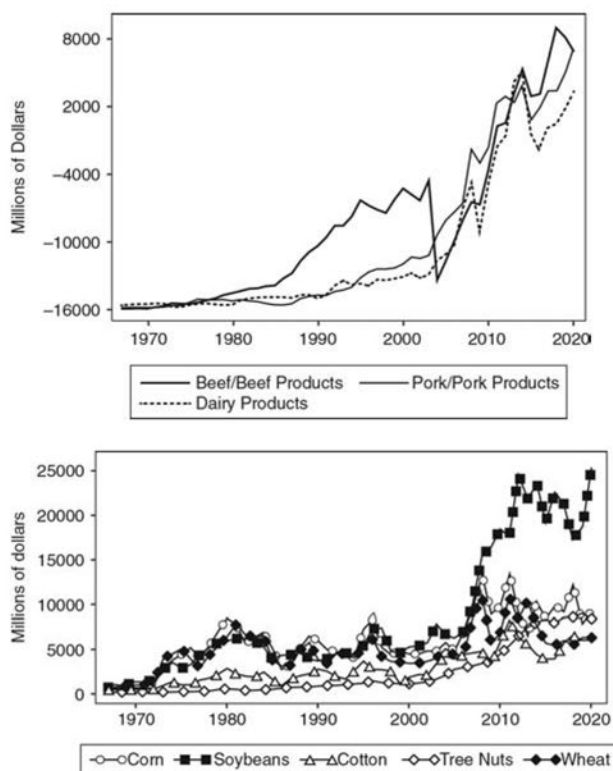 Millions of Dollars
8000
2000
−4000
−10000
−16000
1970 1980 1990 2000 2010 2020
Beef/Beef Products Pork/Pork Products
Dairy Products
Millions of dollars
25000
20000
15000
10000
5000
0
1970 1980 1990 2000 2010 2020
Corn Soybeans Cotton Tree Nuts Wheat